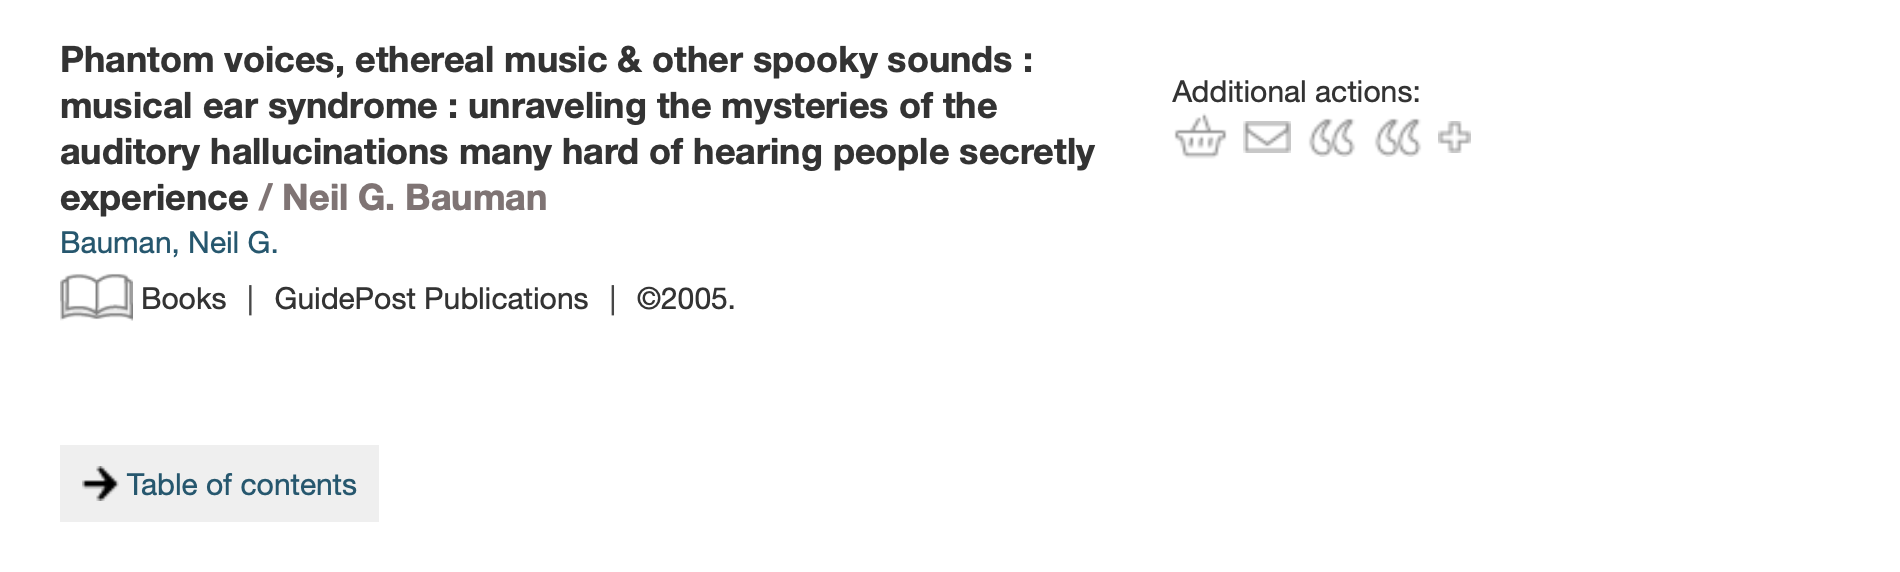 Phantom voices, ethereal music & other spooky sounds :
musical ear syndrome : unraveling the mysteries of the
auditory hallucinations many hard of hearing people secretly
experience / Neil G. Bauman
Bauman, Neil G.
Books | GuidePost Publications | ©2005.
Additional actions:
Table of contents